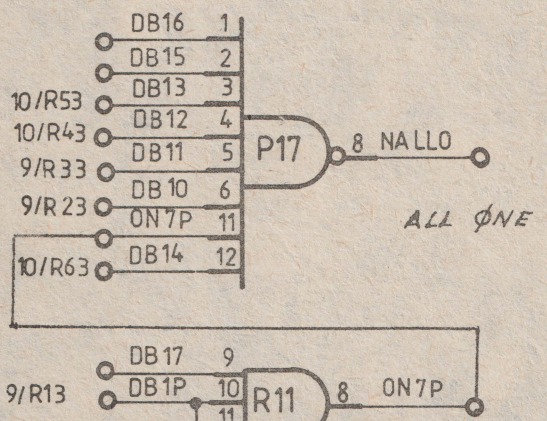 DB16 1
DB15 2
10/R53 DB13 3
10/R43 DB12 4
9/R33 DB11 5
9/R23 DB10 6
ON7P 11
10/R63 DB14 12
P17 8 NALLO
ALL ØNE
DB17 9
9/R13 DB1P 10
11
R11 8 ON7P